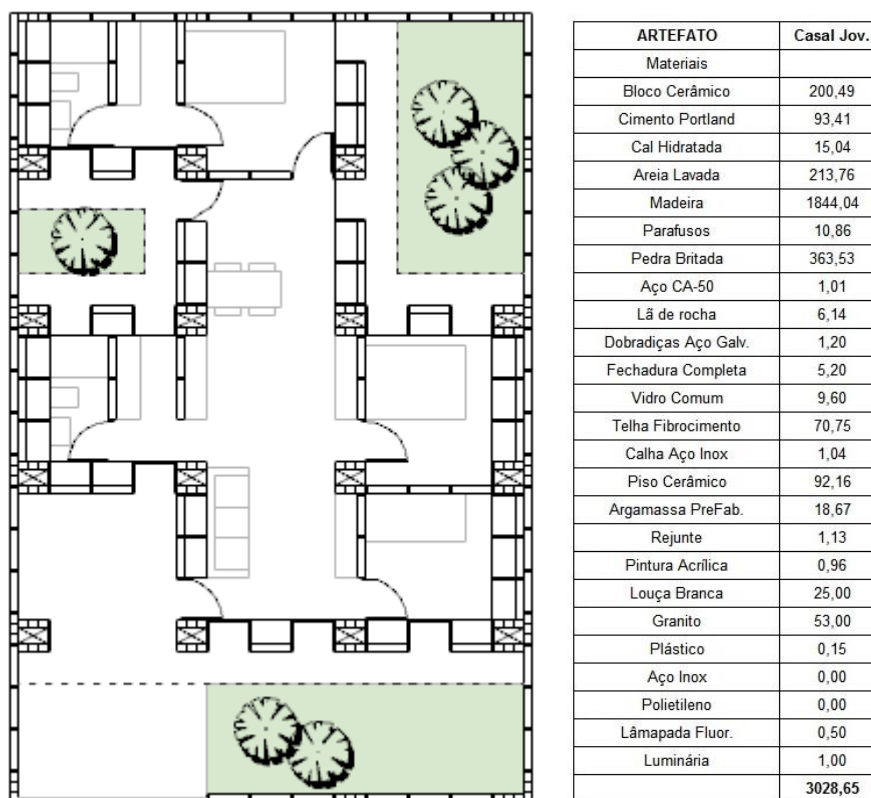 ARTEFATO Casal Jov.
Materiais
Bloco Cerâmico 200,49
Cimento Portland 93,41
Cal Hidratada 15,04
Areia Lavada 213,76
Madeira 1844,04
Parafusos 10,86
Pedra Britada 363,53
Aço CA-50 1,01
Lã de rocha 6,14
Dobradiças Aço Galv. 1,20
Fechadura Completa 5,20
Vidro Comum 9,60
Telha Fibrocimento 70,75
Calha Aço Inox 1,04
Piso Cerâmico 92,16
Argamassa PreFab. 18,67
Rejunte 1,13
Pintura Acrílica 0,96
Louça Branca 25,00
Granito 53,00
Plástico 0,15
Aço Inox 0,00
Polietileno 0,00
Lâmapada Fluor. 0,50
Luminária 1,00
3028,65